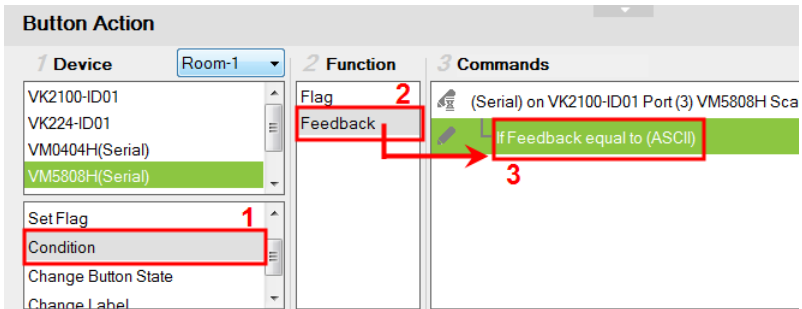 Button Action
1 Device
Room-1
2 Function
3 Commands
VK2100-ID01
VK224-ID01
VM0404H(Serial)
VM5808H(Serial)
Set Flag
1
Condition
Change Button State
Change Label
Flag
2
Feedback
(Serial) on VK2100-ID01 Port (3) VM5808H Sca
If Feedback equal to (ASCII)
3